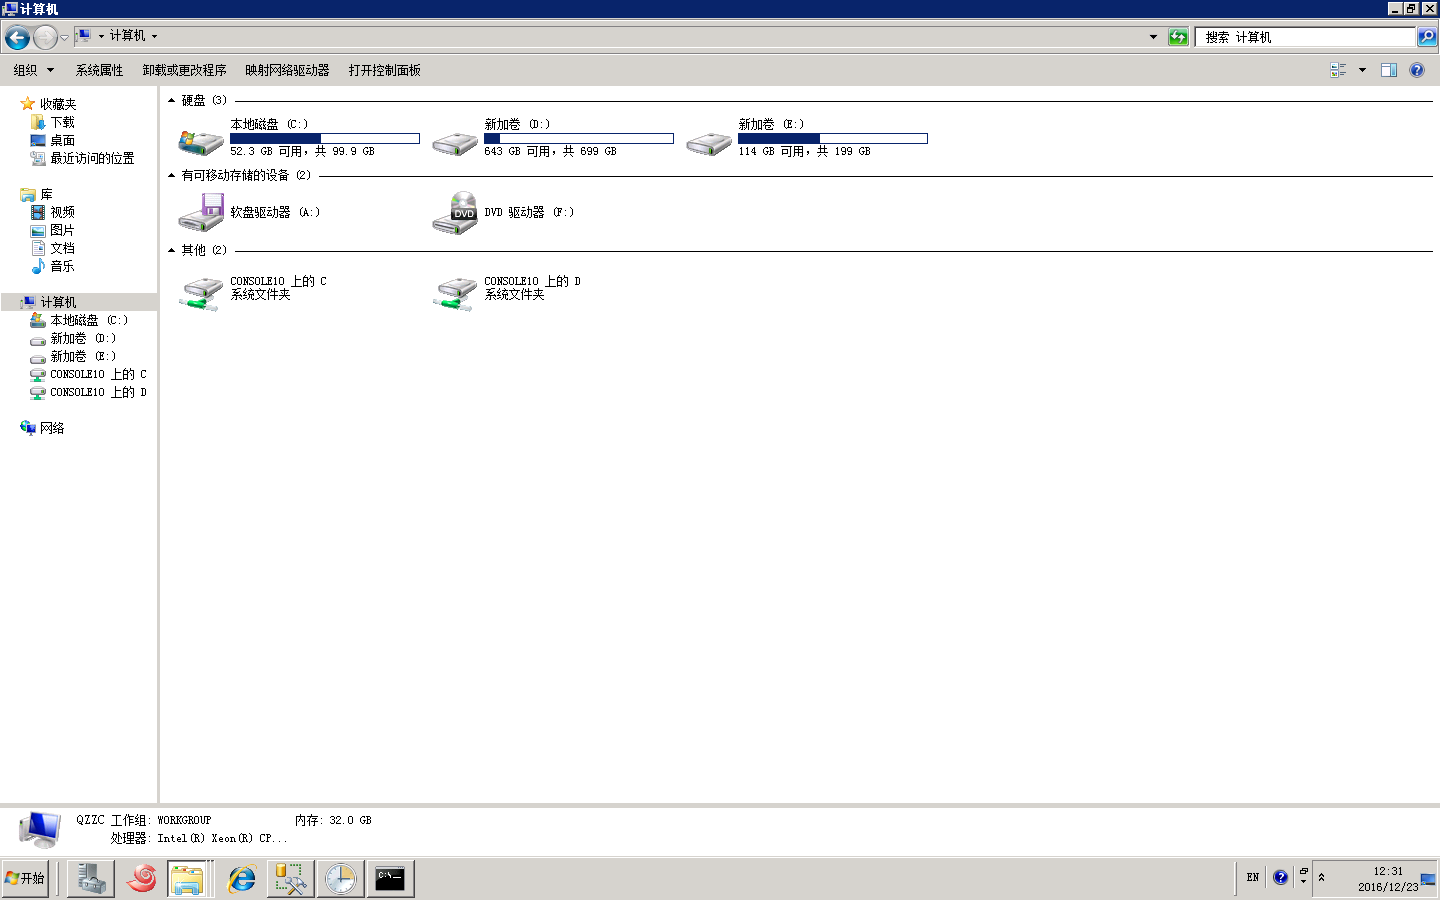 计算机
计算机
搜索 计算机
组织 系统属性 卸载或更改程序 映射网络驱动器 打开控制面板
收藏夹
下载
桌面
最近访问的位置
库
视频
图片
文档
音乐
计算机
本地磁盘 (C:)
新加卷 (D:)
新加卷 (E:)
CONSOLE10 上的 C
CONSOLE10 上的 D
网络
硬盘 (3)
本地磁盘 (C:)
52.3 GB 可用，共 99.9 GB
新加卷 (D:)
643 GB 可用，共 699 GB
新加卷 (E:)
114 GB 可用，共 199 GB
有可移动存储的设备 (2)
软盘驱动器 (A:)
DVD
DVD 驱动器 (F:)
其他 (2)
CONSOLE10 上的 C
系统文件夹
CONSOLE10 上的 D
系统文件夹
QZZC 工作组: WORKGROUP 内存: 32.0 GB
处理器: Intel(R) Xeon(R) CP...
开始
C:\
EN
12:31
2016/12/23